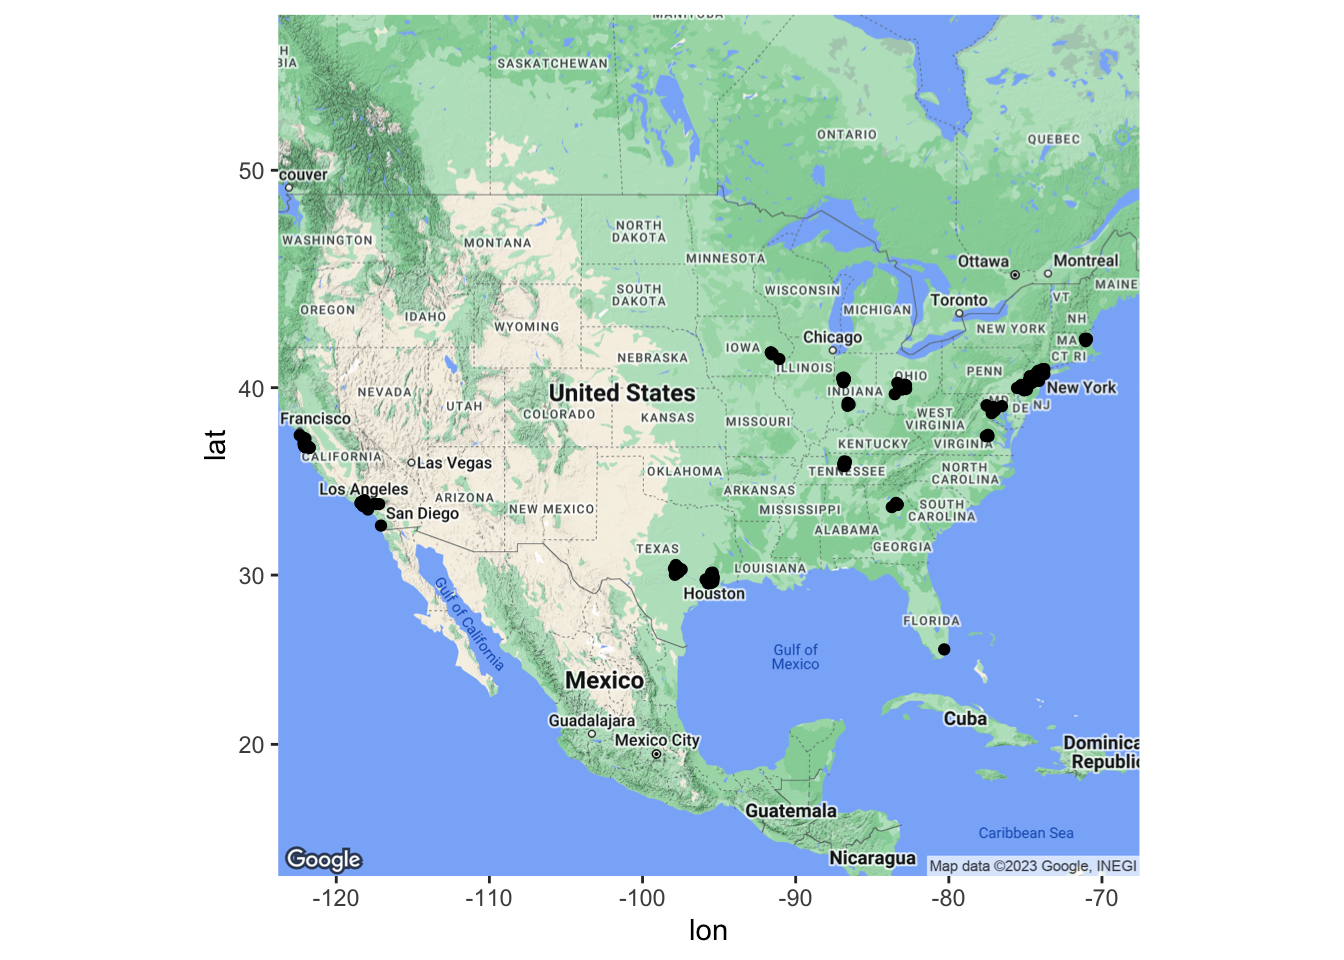 MANITOBA
H
BIA
SASKATCHEWAN
ONTARIO
QUEBEC
50
couver
WASHINGTON
MONTANA
NORTH
DAKOTA
MINNESOTA
Ottawa
Montreal
OREGON
IDAHO
SOUTH
DAKOTA
WISCONSIN
MICHIGAN
Toronto
VT
MAINE
WYOMING
NEW YORK
NH
Chicago
MA
IOWA
ILLINOIS
NEBRASKA
CT RI
OHIO
PENN
40
NEVADA
United States
INDIANA
New York
UTAH
COLORADO
KANSAS
MISSOURI
WEST
VIRGINIA
MD
DE
NJ
Francisco
CALIFORNIA
Las Vegas
KENTUCKY
VIRGINIA
OKLAHOMA
TENNESSEE
NORTH
CAROLINA
Los Angeles
ARIZONA
NEW MEXICO
ARKANSAS
San Diego
MISSISSIPPI
SOUTH
CAROLINA
ALABAMA
GEORGIA
TEXAS
LOUISIANA
30
Houston
Gulf of California
FLORIDA
Gulf of
Mexico
Mexico
Guadalajara
Mexico City
Cuba
20
Dominica
Republic
Guatemala
Caribbean Sea
Nicaragua
Google
Map data ©2023 Google, INEGI
-120
-110
-100
-90
-80
-70
lon
lat